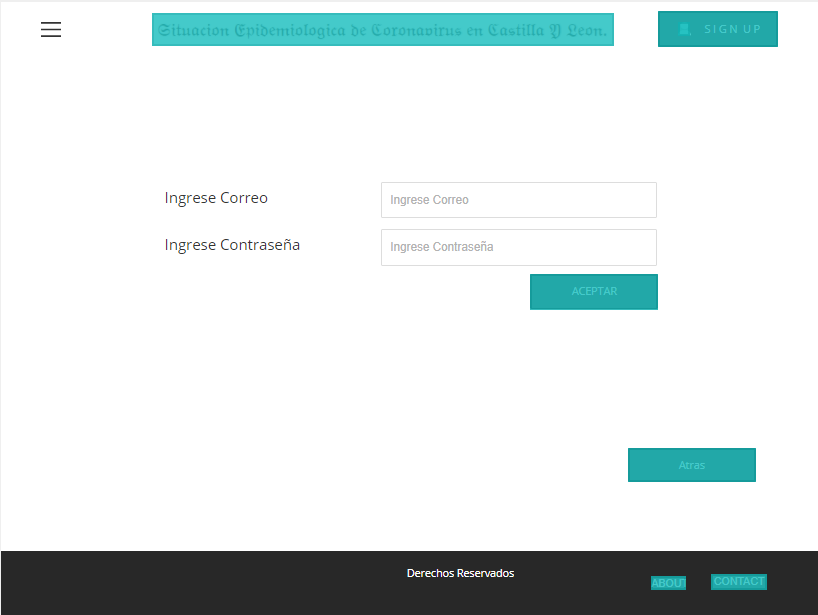 Situacion Epidemiologica de Coronavirus en Castilla Y Leon.
SIGN UP
Ingrese Correo
Ingrese Correo
Ingrese Contraseña
Ingrese Contraseña
ACEPTAR
Atras
Derechos Reservados
ABOUT
CONTACT